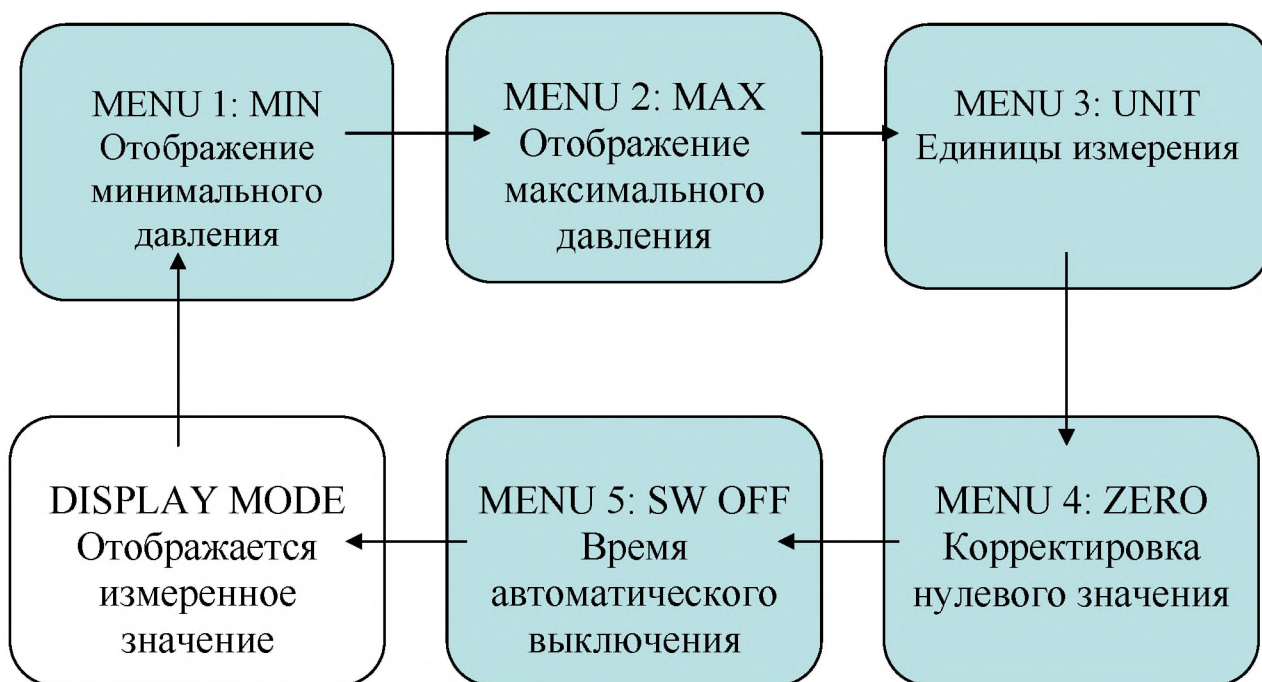 MENU 1: MIN
Отображение
минимального
давления
MENU 2: MAX
Отображение
максимального
давления
MENU 3: UNIT
Единицы измерения
DISPLAY MODE
Отображается
измеренное
значение
MENU 5: SW OFF
Время
автоматического
выключения
MENU 4: ZERO
Корректировка
нулевого значения